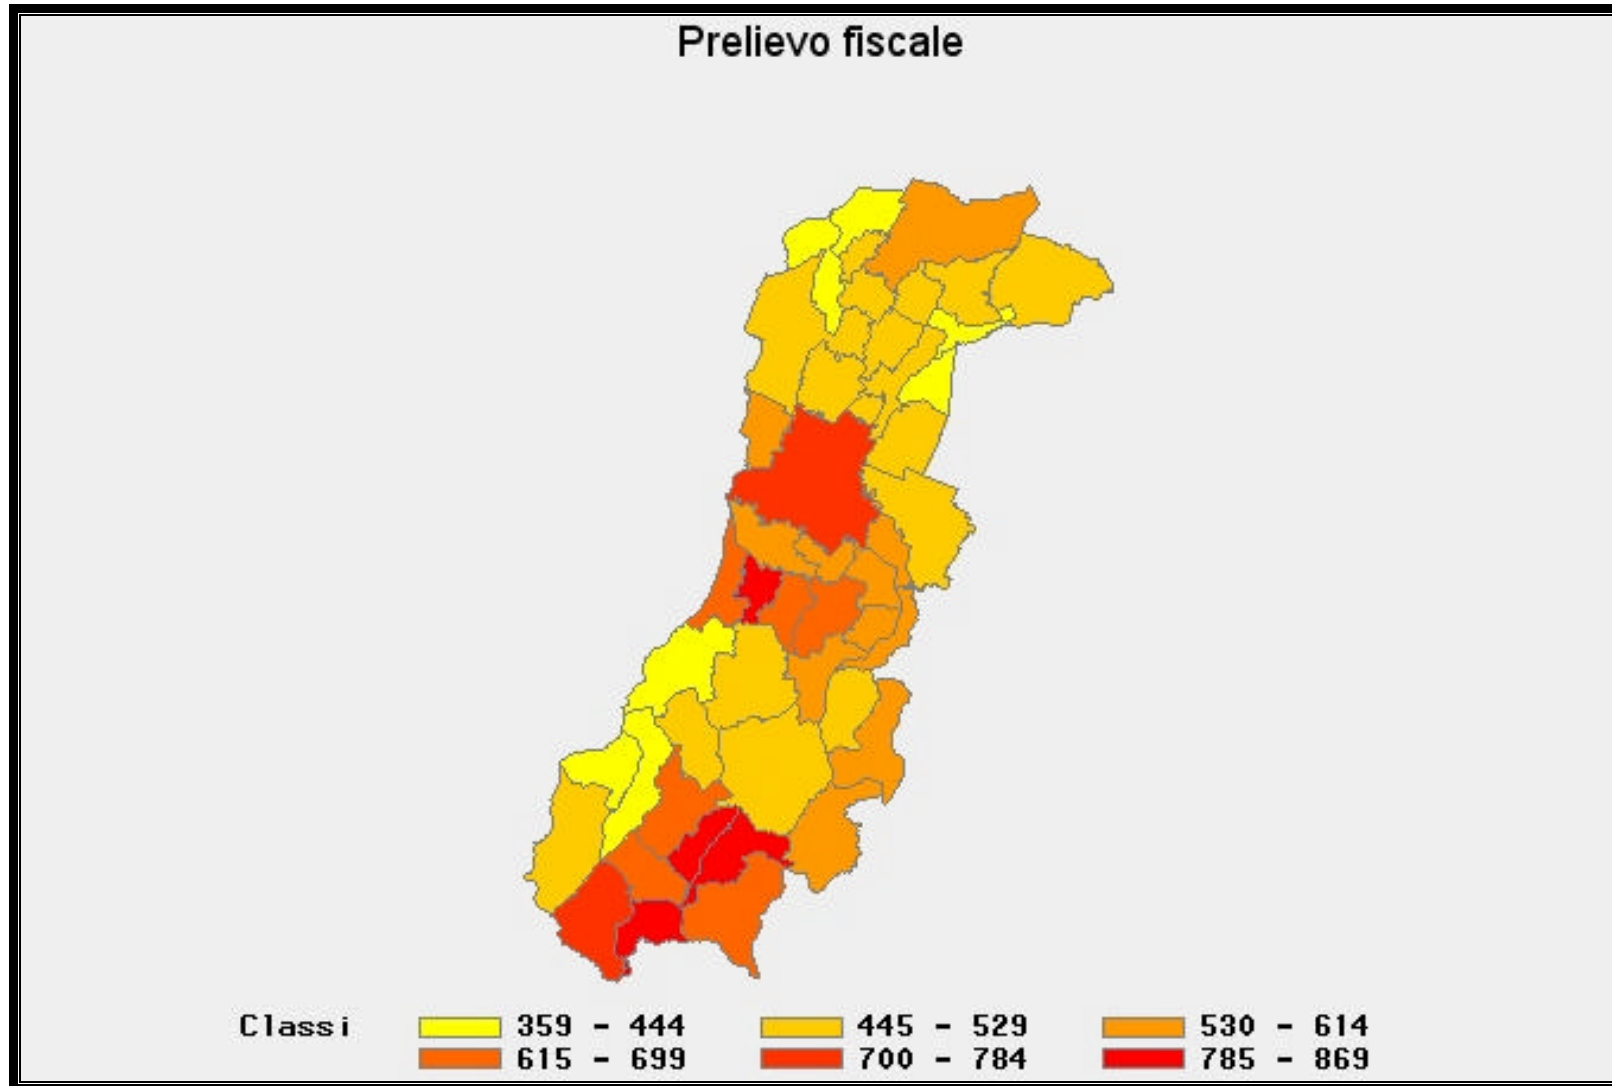 Prelievo fiscale
Classi 359 - 444 445 - 529 530 - 614
615 - 699 700 - 784 785 - 869